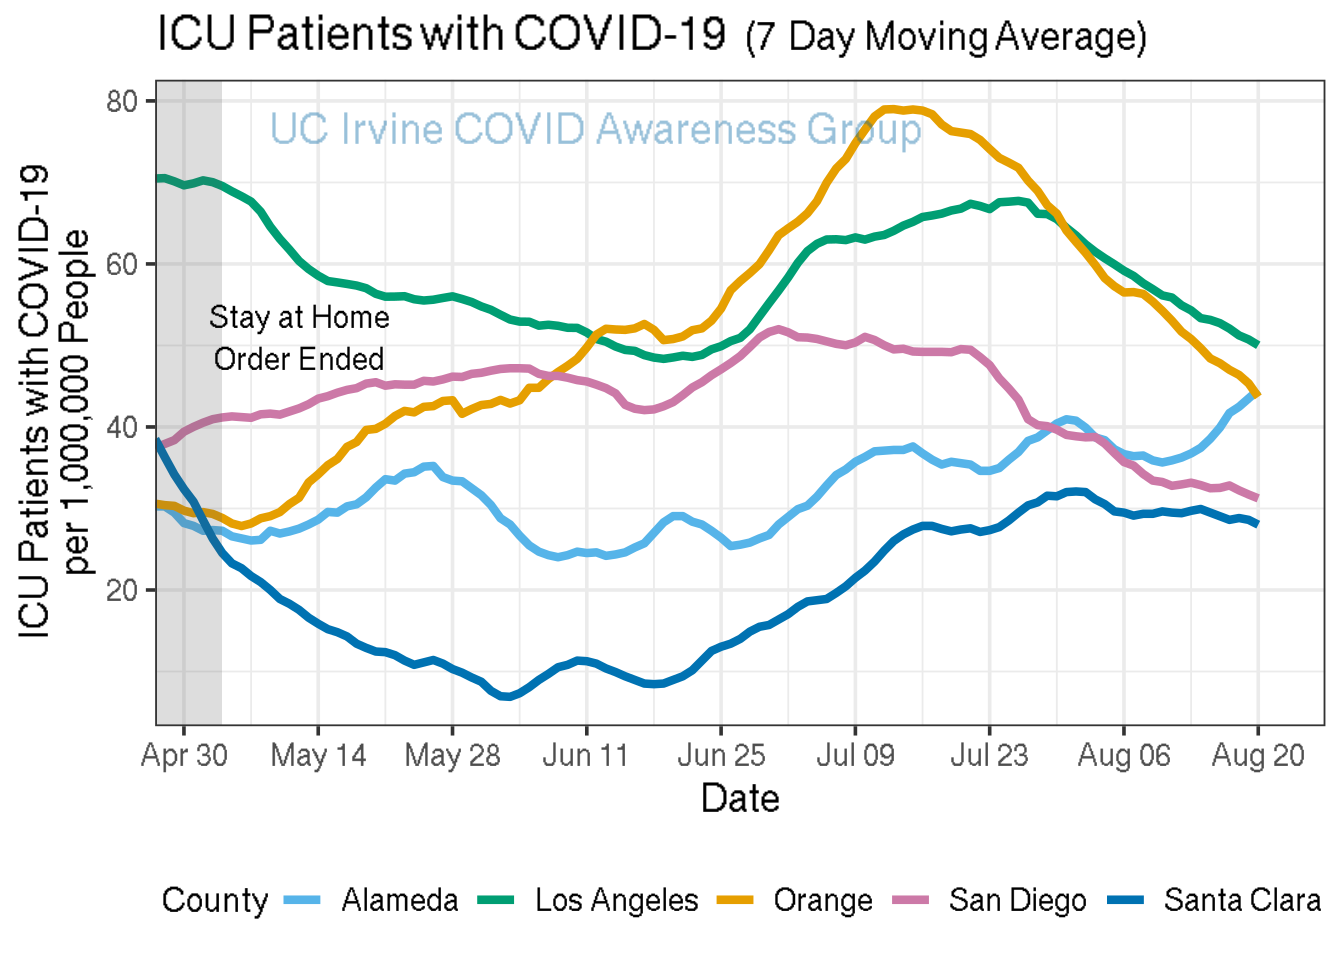 ICU Patients with COVID-19 (7 Day Moving Average)
UC Irvine COVID Awareness Group
ICU Patients with COVID-19
per 1,000,000 People
80
60
40
20
Stay at Home
Order Ended
Apr 30 May 14 May 28 Jun 11 Jun 25 Jul 09 Jul 23 Aug 06 Aug 20
Date
County Alameda Los Angeles Orange San Diego Santa Clara